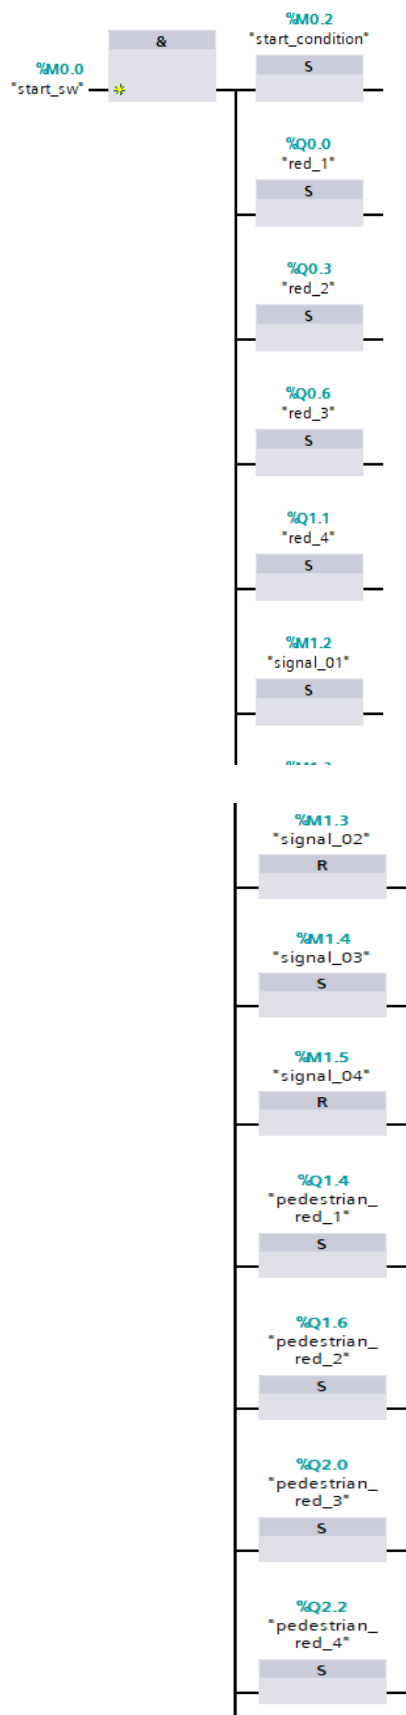 &
%M0.0
"start_sw"
%M0.2
"start_condition"
S
%Q0.0
"red_1"
S
%Q0.3
"red_2"
S
%Q0.6
"red_3"
S
%Q1.1
"red_4"
S
%M1.2
"signal_01"
S
%M1.3
%M1.3
"signal_02"
R
%M1.4
"signal_03"
S
%M1.5
"signal_04"
R
%Q1.4
"pedestrian_
red_1"
S
%Q1.6
"pedestrian_
red_2"
S
%Q2.0
"pedestrian_
red_3"
S
%Q2.2
"pedestrian_
red_4"
S